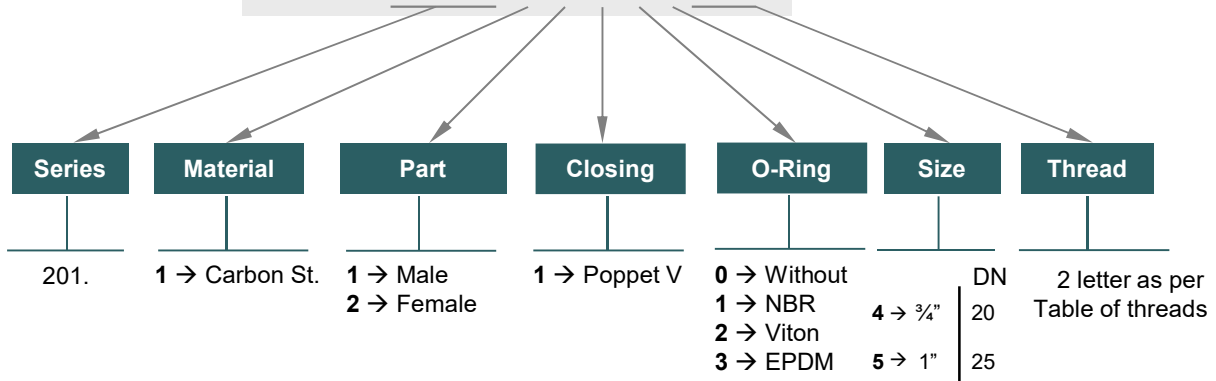 Series
Material
Part
Closing
O-Ring
Size
Thread
201.
1 → Carbon St.
1 → Male
2 → Female
1 → Poppet V
0 → Without
1 → NBR
2 → Viton
3 → EPDM
DN
4 → ¾” 20
5 → 1” 25
2 letter as per
Table of threads